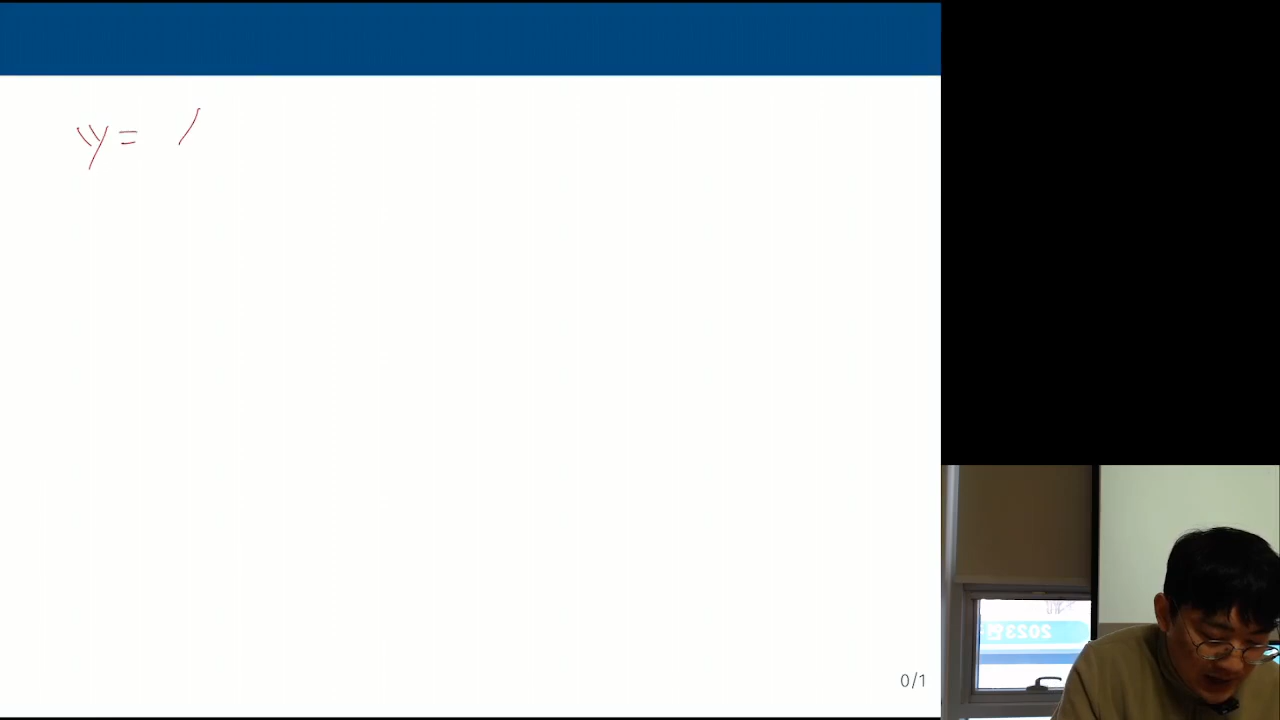 y = /
0/1
2023